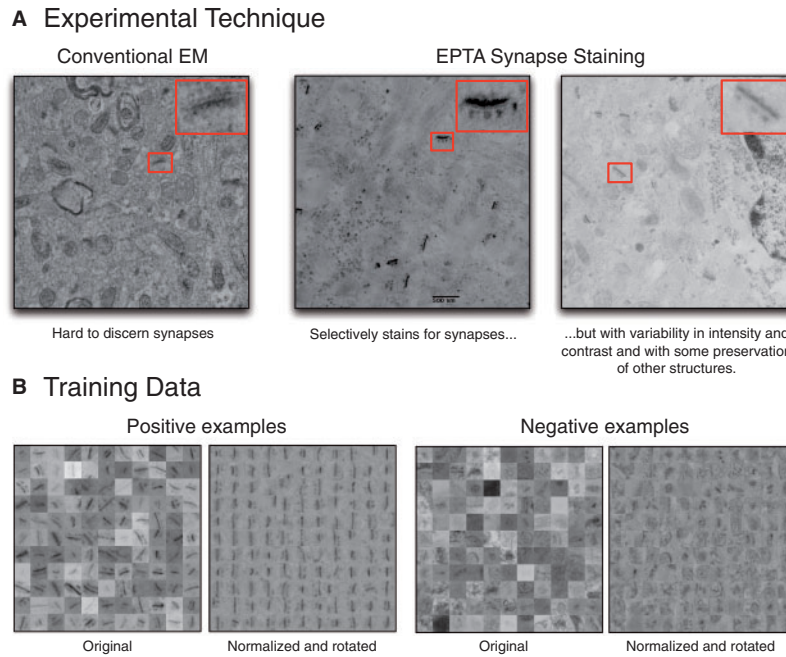 A Experimental Technique
Conventional EM
EPTA Synapse Staining
Hard to discern synapses
Selectively stains for synapses...
...but with variability in intensity and
contrast and with some preservation
of other structures.
B Training Data
Positive examples
Negative examples
Original
Normalized and rotated
Original
Normalized and rotated